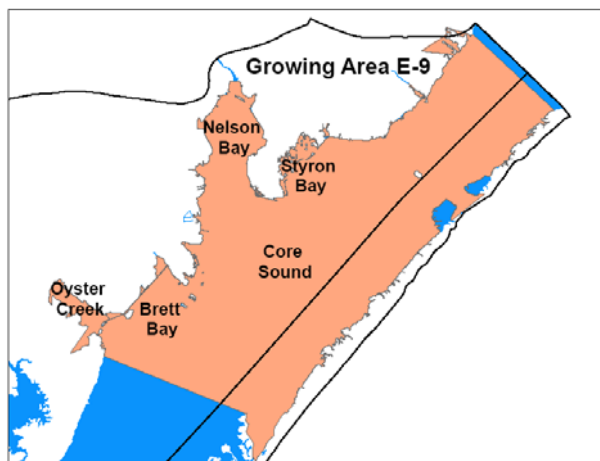 Growing Area E-9
Nelson
Bay
Styron
Bay
Core
Sound
Oyster
Creek
Brett
Bay